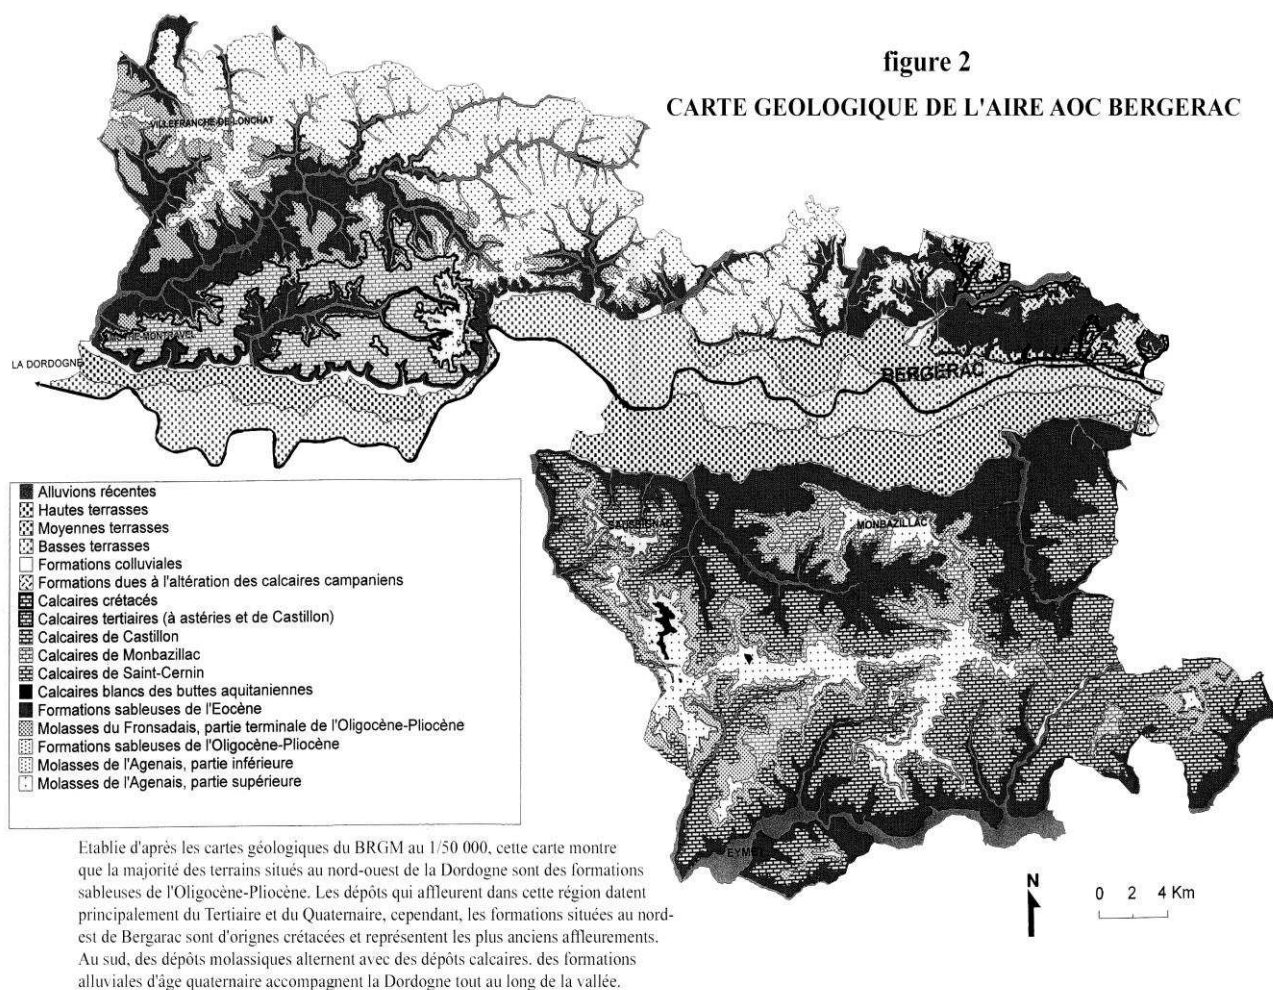 figure 2
CARTE GEOLOGIQUE DE L'AIRE AOC BERGERAC
VILLEFRANCHE-DE-LONCHAT
LA DORDOGNE
BERGERAC
MONBAZILLAC
EYMET
Alluvions récentes
Hautes terrasses
Moyennes terrasses
Basses terrasses
Formations colluviales
Formations dues à l'altération des calcaires campaniens
Calcaires crétacés
Calcaires tertiaires (à astéries et de Castillon)
Calcaires de Castillon
Calcaires de Monbazillac
Calcaires de Saint-Cernin
Calcaires blancs des buttes aquitaniennes
Formations sableuses de l'Eocène
Molasses du Fronsadais, partie terminale de l'Oligocène-Pliocène
Formations sableuses de l'Oligocène-Pliocène
Molasses de l'Agenais, partie inférieure
Molasses de l'Agenais, partie supérieure
N
0 2 4 Km
Etablie d'après les cartes géologiques du BRGM au 1/50 000, cette carte montre
que la majorité des terrains situés au nord-ouest de la Dordogne sont des formations
sableuses de l'Oligocène-Pliocène. Les dépôts qui affleurent dans cette région datent
principalement du Tertiaire et du Quaternaire, cependant, les formations situées au nord-
est de Bergarac sont d'orignes crétacées et représentent les plus anciens affleurements.
Au sud, des dépôts molassiques alternent avec des dépôts calcaires. des formations
alluviales d'âge quaternaire accompagnent la Dordogne tout au long de la vallée.